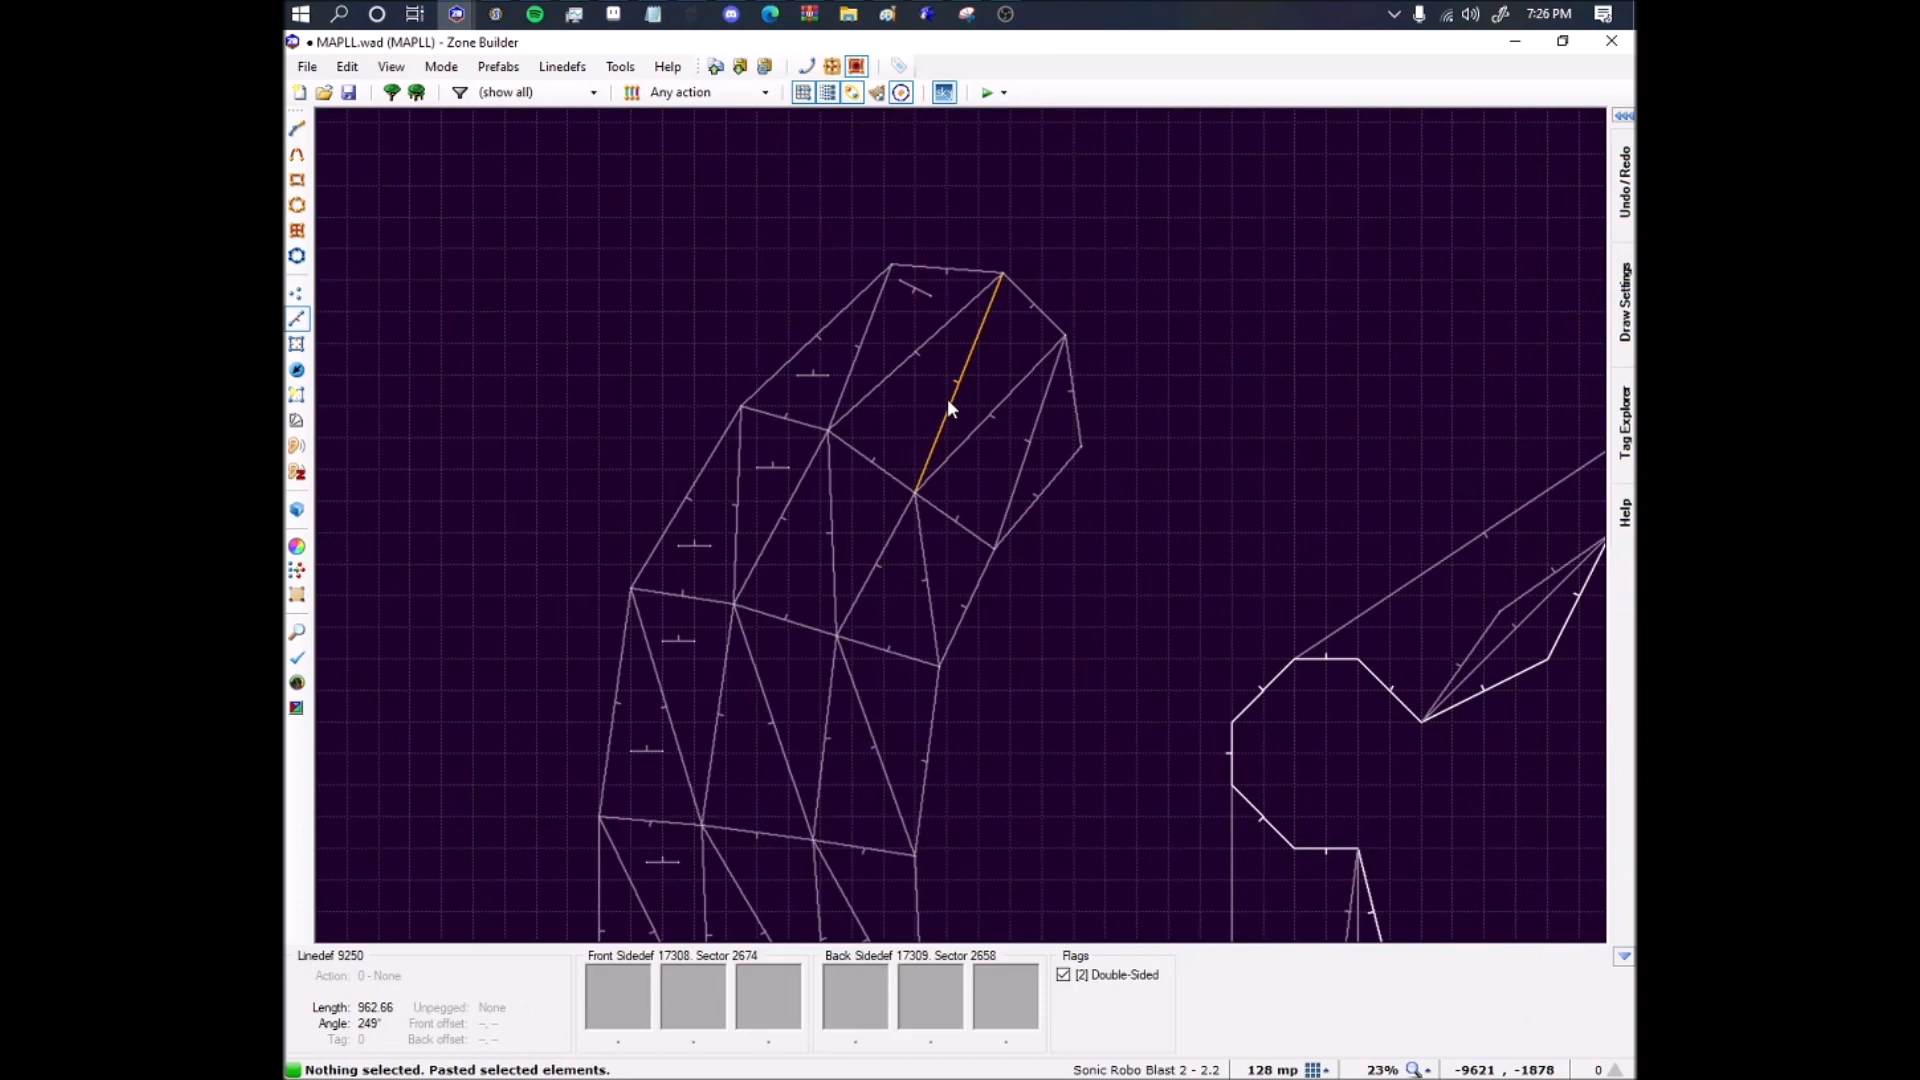 7:26 PM
• MAPLL.wad (MAPLL) - Zone Builder
File Edit View Mode Prefabs Linedefs Tools Help
(show all) Any action
Undo / Redo
Draw Settings
Tag Explorer
Help
Linedef 9250
Action: 0 - None
Length: 962.66 Unpegged: None
Angle: 249° Front offset: --, --
Tag: 0 Back offset: --, --
Front Sidedef 17308. Sector 2674
Back Sidedef 17309. Sector 2658
Flags
[2] Double-Sided
Nothing selected. Pasted selected elements.
Sonic Robo Blast 2 - 2.2 128 mp 23% -9621 , -1878 0